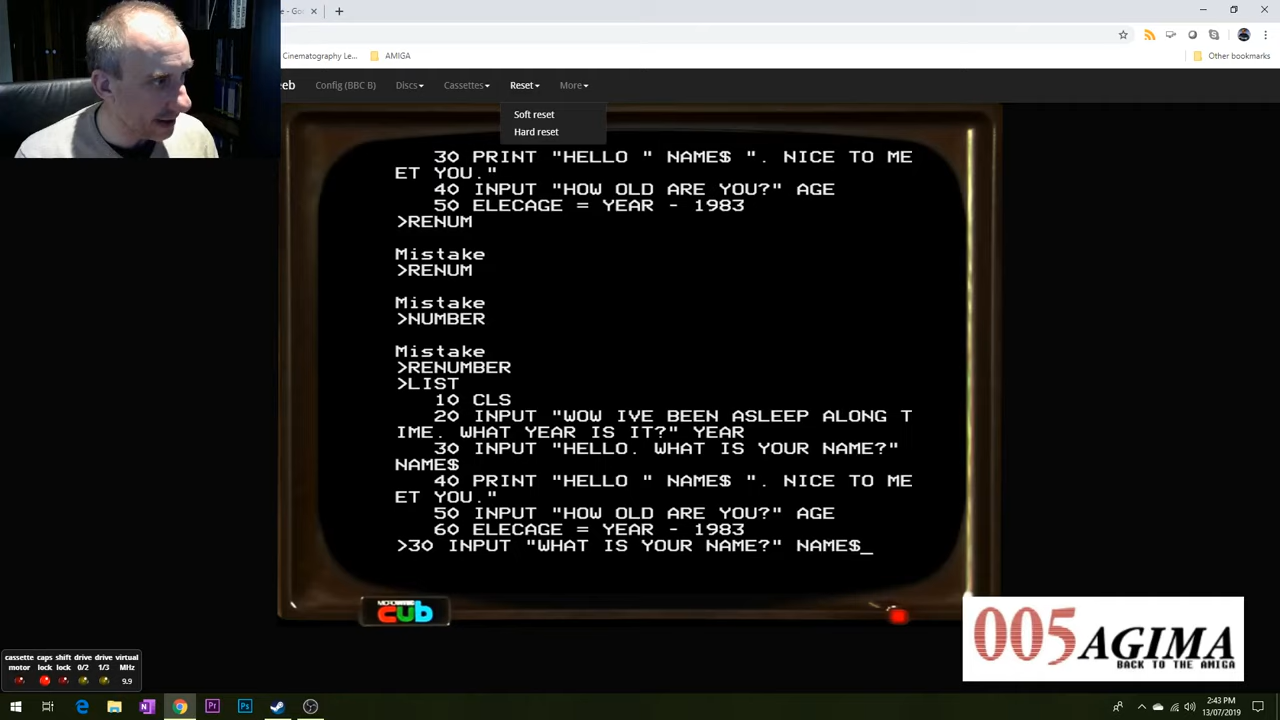 e - Go
Cinematography Le...
AMIGA
Other bookmarks
eeb
Config (BBC B)
Discs
Cassettes
Reset
More
Soft reset
Hard reset
30 PRINT "HELLO " NAME$ ". NICE TO ME
ET YOU."
40 INPUT "HOW OLD ARE YOU?" AGE
50 ELECAGE = YEAR - 1983
>RENUM
Mistake
>RENUM
Mistake
>NUMBER
Mistake
>RENUMBER
>LIST
10 CLS
20 INPUT "WOW IVE BEEN ASLEEP ALONG T
IME. WHAT YEAR IS IT?" YEAR
30 INPUT "HELLO. WHAT IS YOUR NAME?"
NAME$
40 PRINT "HELLO " NAME$ ". NICE TO ME
ET YOU."
50 INPUT "HOW OLD ARE YOU?" AGE
60 ELECAGE = YEAR - 1983
>30 INPUT "WHAT IS YOUR NAME?" NAME$_
MICROVITEC
cub
005AGIMA
BACK TO THE AMIGA
cassette motor
caps lock
shift lock
drive 0/2
drive 1/3
virtual MHz
9.9
2:43 PM
13/07/2019